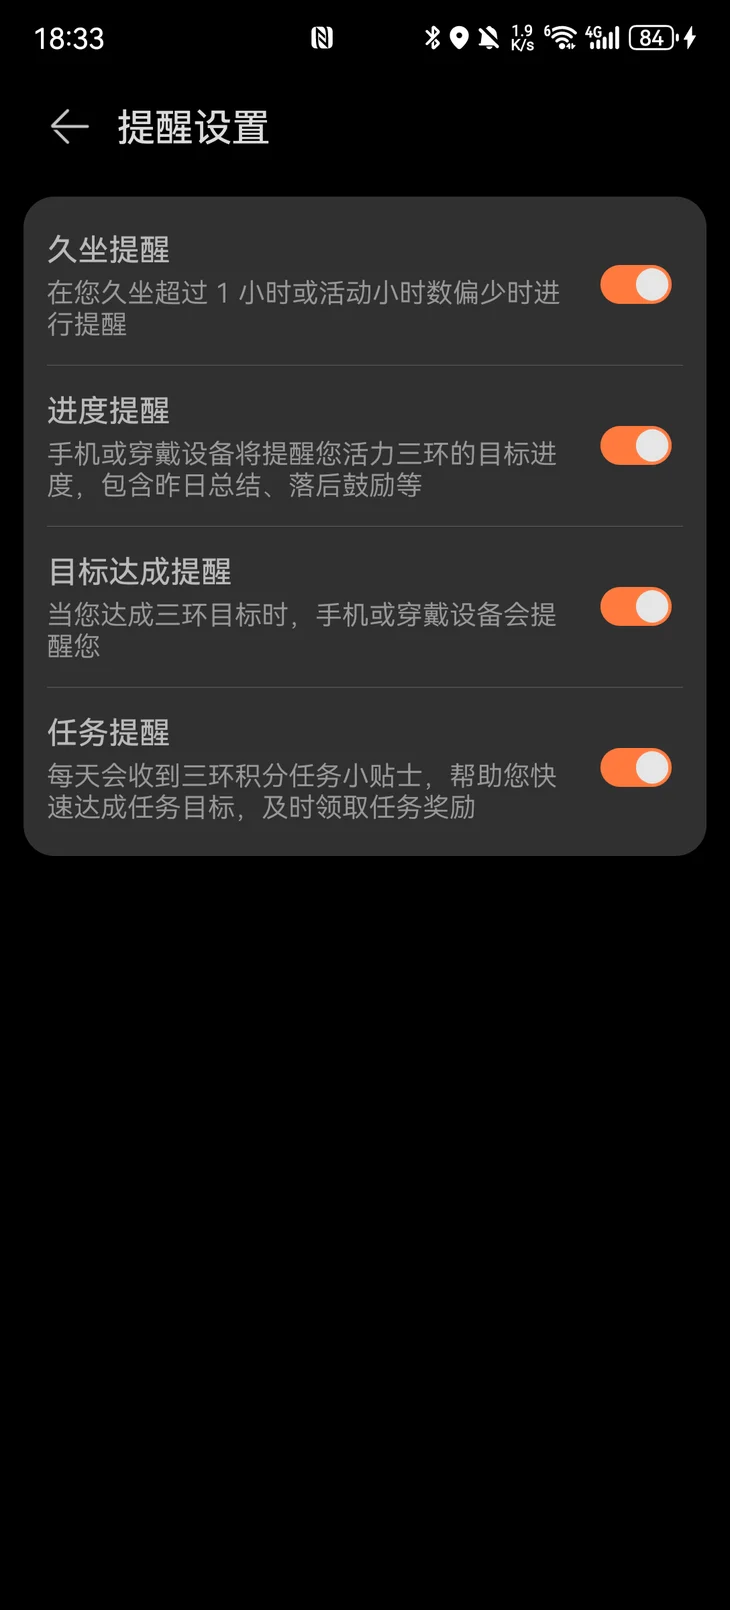 18:33
1.9
K/s
6
4G
84
提醒设置
久坐提醒
在您久坐超过 1 小时或活动小时数偏少时进
行提醒
进度提醒
手机或穿戴设备将提醒您活力三环的目标进
度，包含昨日总结、落后鼓励等
目标达成提醒
当您达成三环目标时，手机或穿戴设备会提
醒您
任务提醒
每天会收到三环积分任务小贴士，帮助您快
速达成任务目标，及时领取任务奖励